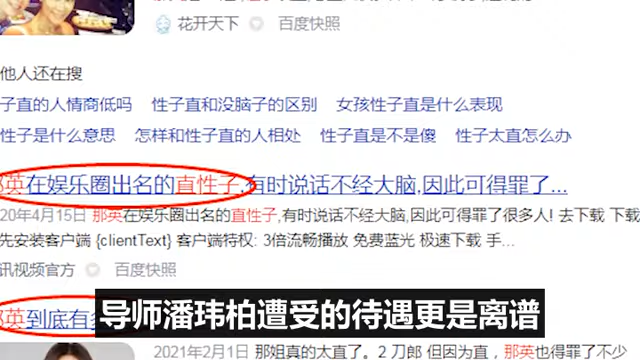 花开天下 百度快照
他人还在搜
子直的人情商低吗 性子直和没脑子的区别 女孩性子直是什么表现
性子是什么意思 怎样和性子直的人相处 性子直是不是傻 性子太直怎么办
那英在娱乐圈出名的直性子,有时说话不经大脑,因此可得罪了...
20年4月15日 那英在娱乐圈出名的直性子,有时说话不经大脑,因此可得罪了很多人! 去下载 下载
先安装客户端 {clientText} 客户端特权: 3倍流畅播放 免费蓝光 极速下载 手...
讯视频官方 百度快照
那英到底有
导师潘玮柏遭受的待遇更是离谱
2021年2月1日 那姐真的太直了。2 刀郎 但因为直，那英也得罪了不少